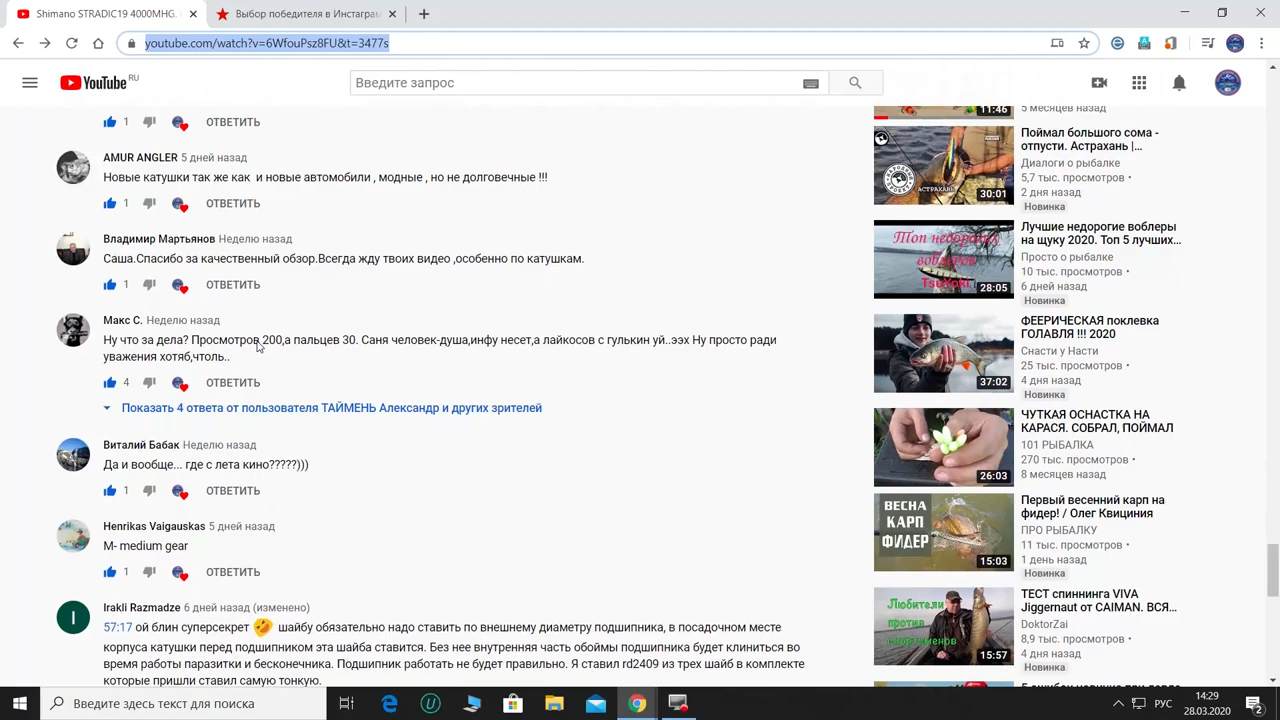 Shimano STRADIC19 4000MHG.
Выбор победителя в Инстаграм
youtube.com/watch?v=6WfouPsz8FU&t=3477s
YouTube RU
Введите запрос
1 ОТВЕТИТЬ
AMUR ANGLER 5 дней назад
Новые катушки так же как и новые автомобили , модные , но не долговечные !!!
1 ОТВЕТИТЬ
Владимир Мартьянов Неделю назад
Саша.Спасибо за качественный обзор.Всегда жду твоих видео ,особенно по катушкам.
1 ОТВЕТИТЬ
Макс С. Неделю назад
Ну что за дела? Просмотров 200,а пальцев 30. Саня человек-душа,инфу несет,а лайкосов с гулькин уй..ээх Ну просто ради
уважения хотяб,чтоль..
4 ОТВЕТИТЬ
Показать 4 ответа от пользователя ТАЙМЕНЬ Александр и других зрителей
Виталий Бабак Неделю назад
Да и вообще... где с лета кино?????)))
1 ОТВЕТИТЬ
Henrikas Vaigauskas 5 дней назад
M- medium gear
1 ОТВЕТИТЬ
I
Irakli Razmadze 6 дней назад (изменено)
57:17 ой блин суперсекрет 🤣 шайбу обязательно надо ставить по внешнему диаметру подшипника, в посадочном месте
корпуса катушки перед подшипником эта шайба ставится. Без нее внутренняя часть обоймы подшипника будет клиниться во
время работы паразитки и бесконечника. Подшипник работать не будет правильно. Я ставил rd2409 из трех шайб в комплекте
которые пришли ставил самую тонкую.
11:46
5 месяцев назад
АСТРАХАНЬ
30:01
Поймал большого сома -
отпусти. Астрахань |...
Диалоги о рыбалке
5,7 тыс. просмотров •
2 дня назад
Новинка
Топ недорогих
воблеров
TsuYoki
28:05
Лучшие недорогие воблеры
на щуку 2020. Топ 5 лучших...
Просто о рыбалке
10 тыс. просмотров •
6 дней назад
Новинка
37:02
ФЕЕРИЧЕСКАЯ поклевка
ГОЛАВЛЯ !!! 2020
Снасти у Насти
25 тыс. просмотров •
4 дня назад
Новинка
26:03
ЧУТКАЯ ОСНАСТКА НА
КАРАСЯ. СОБРАЛ, ПОЙМАЛ
101 РЫБАЛКА
270 тыс. просмотров •
8 месяцев назад
ВЕСНА
КАРП
ФИДЕР
15:03
Первый весенний карп на
фидер! / Олег Квициния
ПРО РЫБАЛКУ
11 тыс. просмотров •
1 день назад
Новинка
Любители
против
спортсменов
15:57
ТЕСТ спиннинга VIVA
Jiggernaut от CAIMAN. ВСЯ...
DoktorZai
8,9 тыс. просмотров •
4 дня назад
Новинка
Введите здесь текст для поиска
РУС
14:29
28.03.2020
2